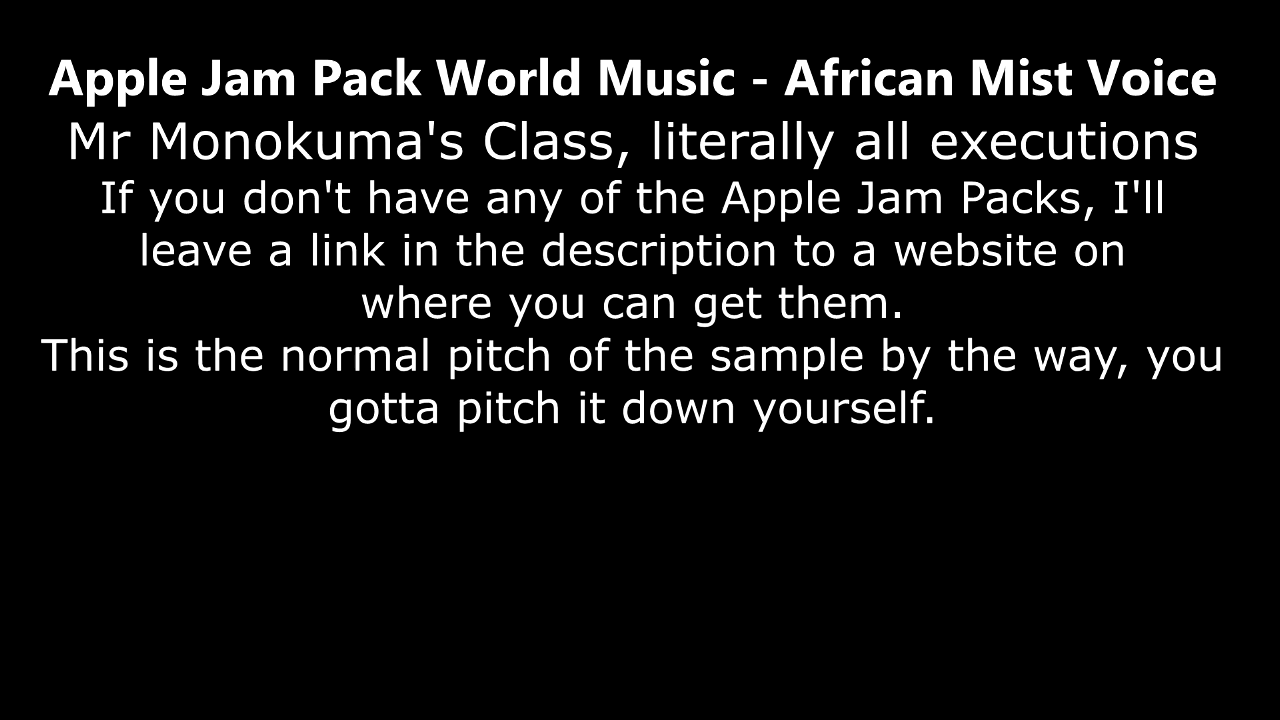 Apple Jam Pack World Music - African Mist Voice
Mr Monokuma's Class, literally all executions
If you don't have any of the Apple Jam Packs, I'll
leave a link in the description to a website on
where you can get them.
This is the normal pitch of the sample by the way, you
gotta pitch it down yourself.